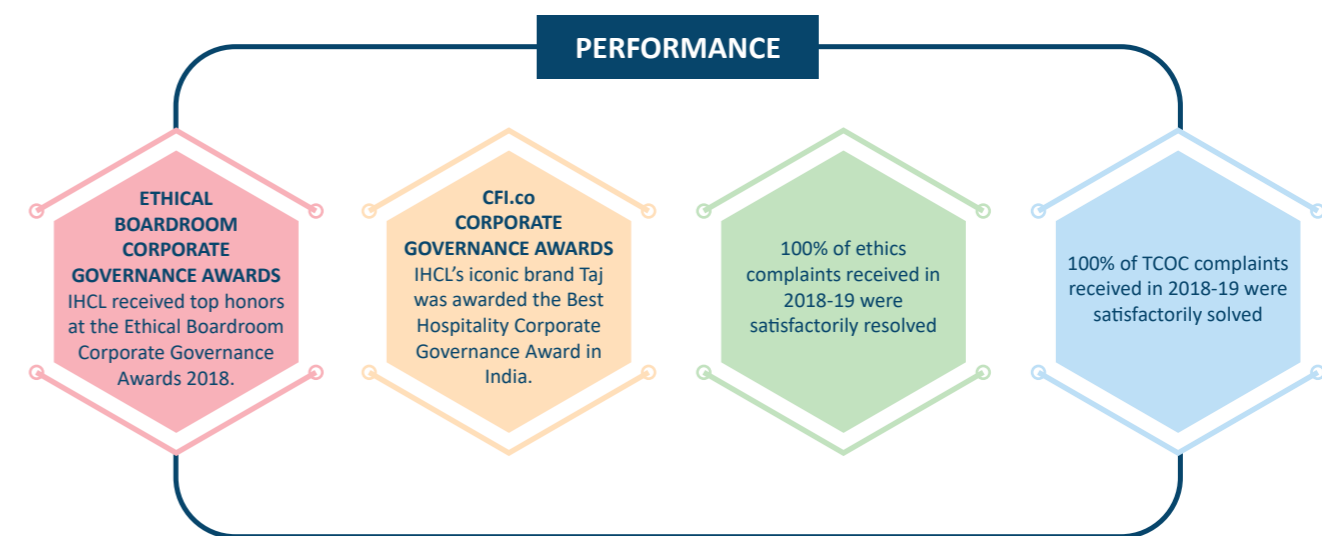 PERFORMANCE
ETHICAL
BOARDROOM
CORPORATE
GOVERNANCE AWARDS
IHCL received top honors
at the Ethical Boardroom
Corporate Governance
Awards 2018.
CFI.co
CORPORATE
GOVERNANCE AWARDS
IHCL’s iconic brand Taj
was awarded the Best
Hospitality Corporate
Governance Award in
India.
100% of ethics
complaints received in
2018-19 were
satisfactorily resolved
100% of TCOC complaints
received in 2018-19 were
satisfactorily solved